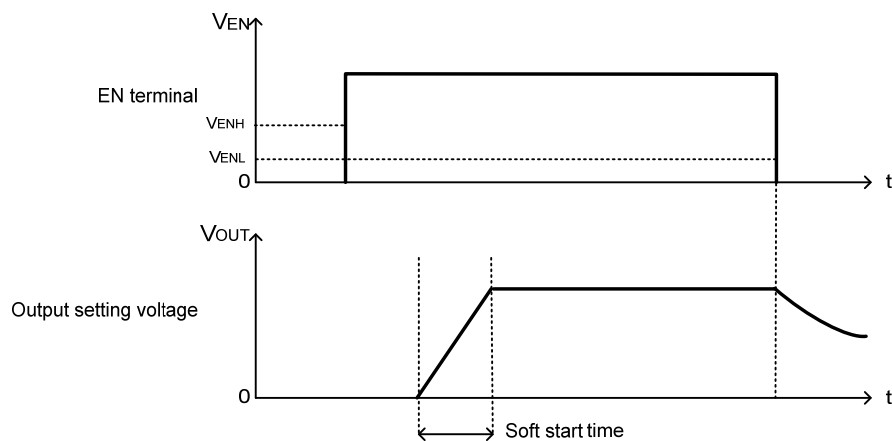 VEN
EN terminal
VENH
VENL
0
t
VOUT
Output setting voltage
0
t
Soft start time